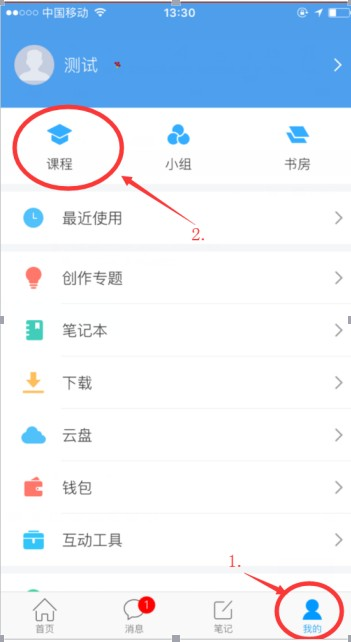 中国移动 13:30
测试
课程 小组 书房
2.
最近使用
创作专题
笔记本
下载
云盘
钱包
互动工具
1.
1
首页 消息 笔记 我的